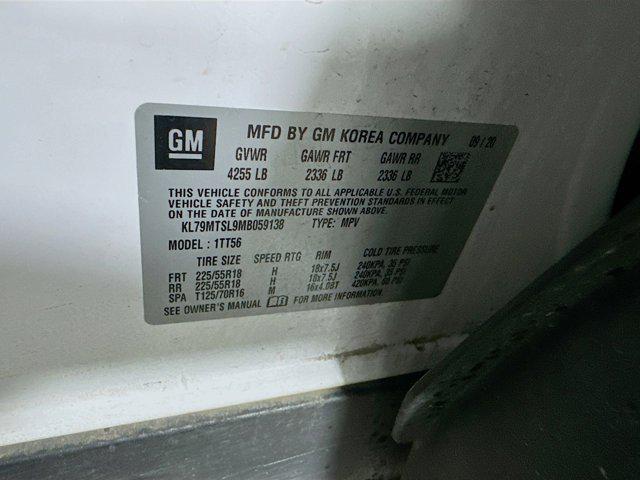 GM MFD BY GM KOREA COMPANY 09 / 20
GVWR GAWR FRT GAWR RR
4255 LB 2336 LB 2336 LB
THIS VEHICLE CONFORMS TO ALL APPLICABLE U.S. FEDERAL MOTOR
VEHICLE SAFETY AND THEFT PREVENTION STANDARDS IN EFFECT
ON THE DATE OF MANUFACTURE SHOWN ABOVE.
KL79MTSL9MB059138 TYPE: MPV
MODEL : 1TT56
TIRE SIZE SPEED RTG RIM COLD TIRE PRESSURE
FRT 225/55R18 H 18x7.5J 240KPA, 35 PSI
RR 225/55R18 H 18x7.5J 240KPA, 35 PSI
SPA T125/70R16 M 16x4.08T 420KPA, 60 PSI
SEE OWNER'S MANUAL FOR MORE INFORMATION.